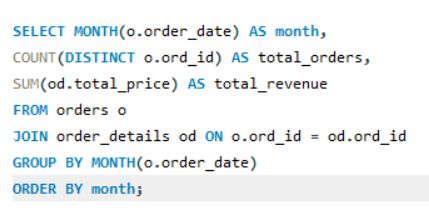 SELECT MONTH(o.order_date) AS month,
COUNT(DISTINCT o.ord_id) AS total_orders,
SUM(od.total_price) AS total_revenue
FROM orders o
JOIN order_details od ON o.ord_id = od.ord_id
GROUP BY MONTH(o.order_date)
ORDER BY month;